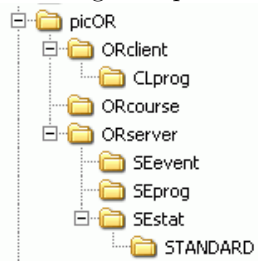 picOR
ORclient
CLprog
ORcourse
ORserver
SEevent
SEprog
SEstat
STANDARD